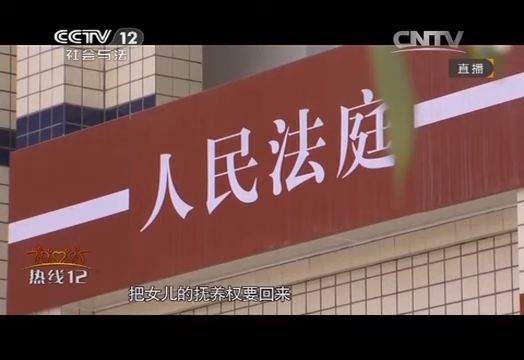 CCTV 12
社会与法
CNTV
直播
人民法庭
热线12
把女儿的抚养权要回来